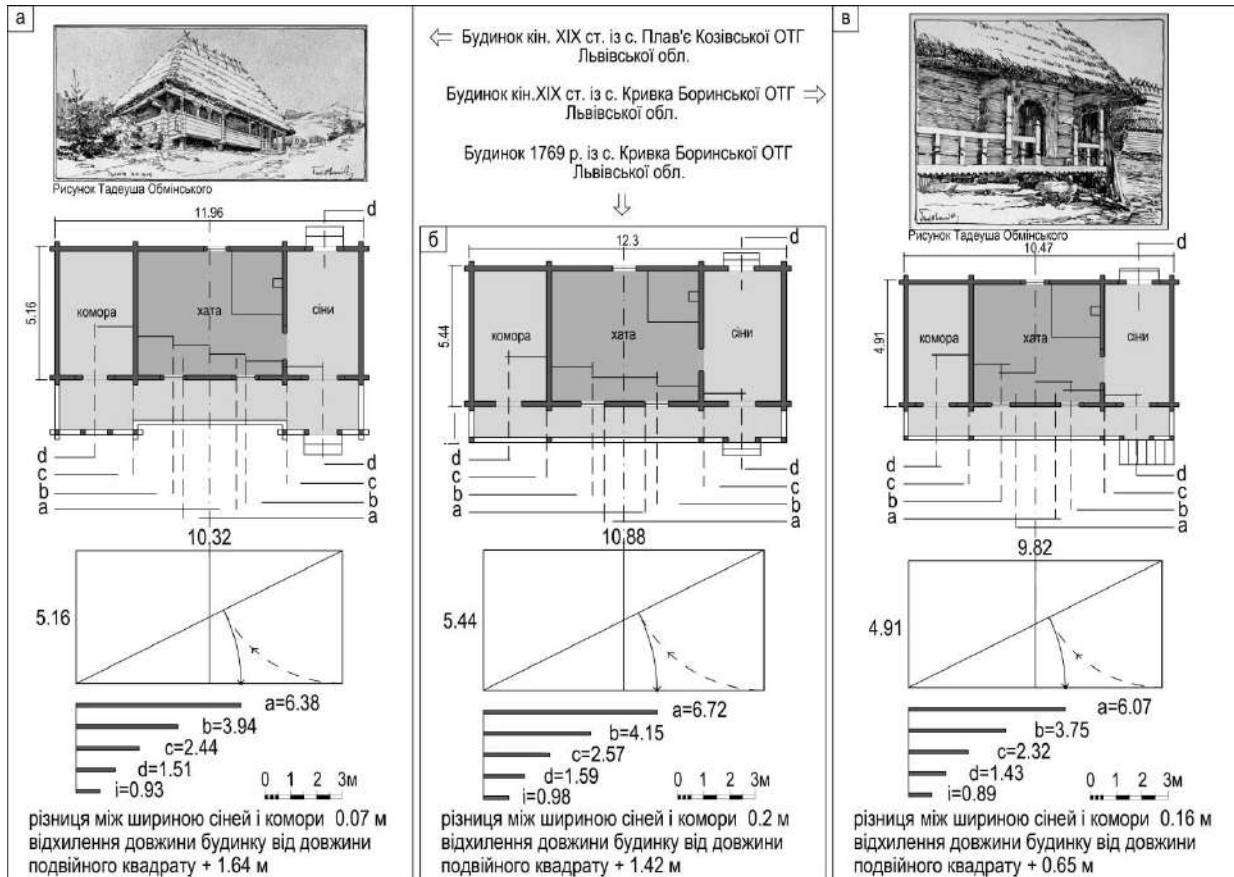 а
Рисунок Тадеуша Обмінського
d
11.96
5.16
комора
хата
сіни
d
c
b
a
d
c
b
a
10.32
5.16
a=6.38
b=3.94
c=2.44
d=1.51
i=0.93
0 1 2 3м
різниця між шириною сіней і комори 0.07 м
відхилення довжини будинку від довжини
подвійного квадрату + 1.64 м
⇦ Будинок кін. XIX ст. із с. Плав'є Козівської ОТГ
Львівської обл.
Будинок кін.XIX ст. із с. Кривка Боринської ОТГ ⇨
Львівської обл.
Будинок 1769 р. із с. Кривка Боринської ОТГ
Львівської обл.
б
d
12.3
5.44
комора
хата
сіни
d
c
b
a
d
c
b
a
10.88
5.44
a=6.72
b=4.15
c=2.57
d=1.59
i=0.98
0 1 2 3м
різниця між шириною сіней і комори 0.2 м
відхилення довжини будинку від довжини
подвійного квадрату + 1.42 м
в
Рисунок Тадеуша Обмінського
d
10.47
4.91
комора
хата
сіни
d
c
b
a
d
c
b
a
9.82
4.91
a=6.07
b=3.75
c=2.32
d=1.43
i=0.89
0 1 2 3м
різниця між шириною сіней і комори 0.16 м
відхилення довжини будинку від довжини
подвійного квадрату + 0.65 м